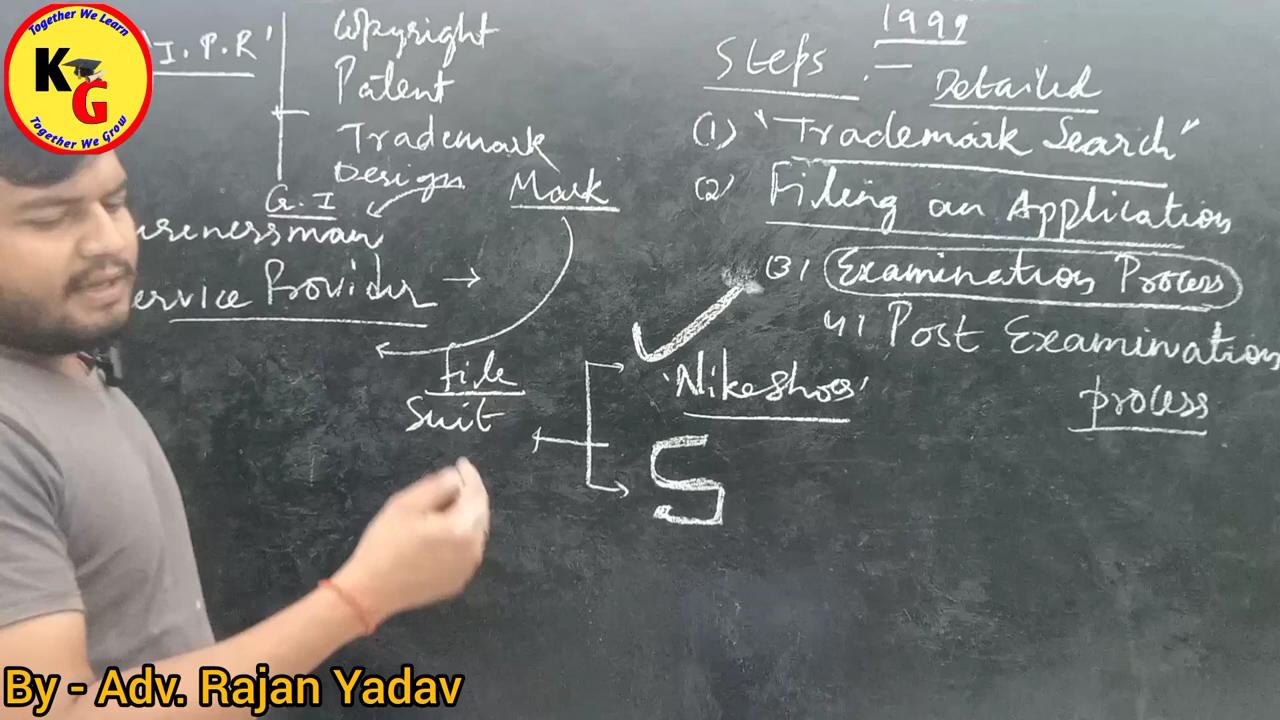 Together We Learn
KG
Together We Grow
'I.P.R'
Copyright
Patent
Trademark
Design
G.I
Mark
usinessman
ervice Provider →
File
Suit
'Nike Shoes'
S
1999
Steps :-
Detailed
(1) "Trademark Search"
(2) Filing an Application
(3) Examination Process
4) Post Examination
process
By - Adv. Rajan Yadav